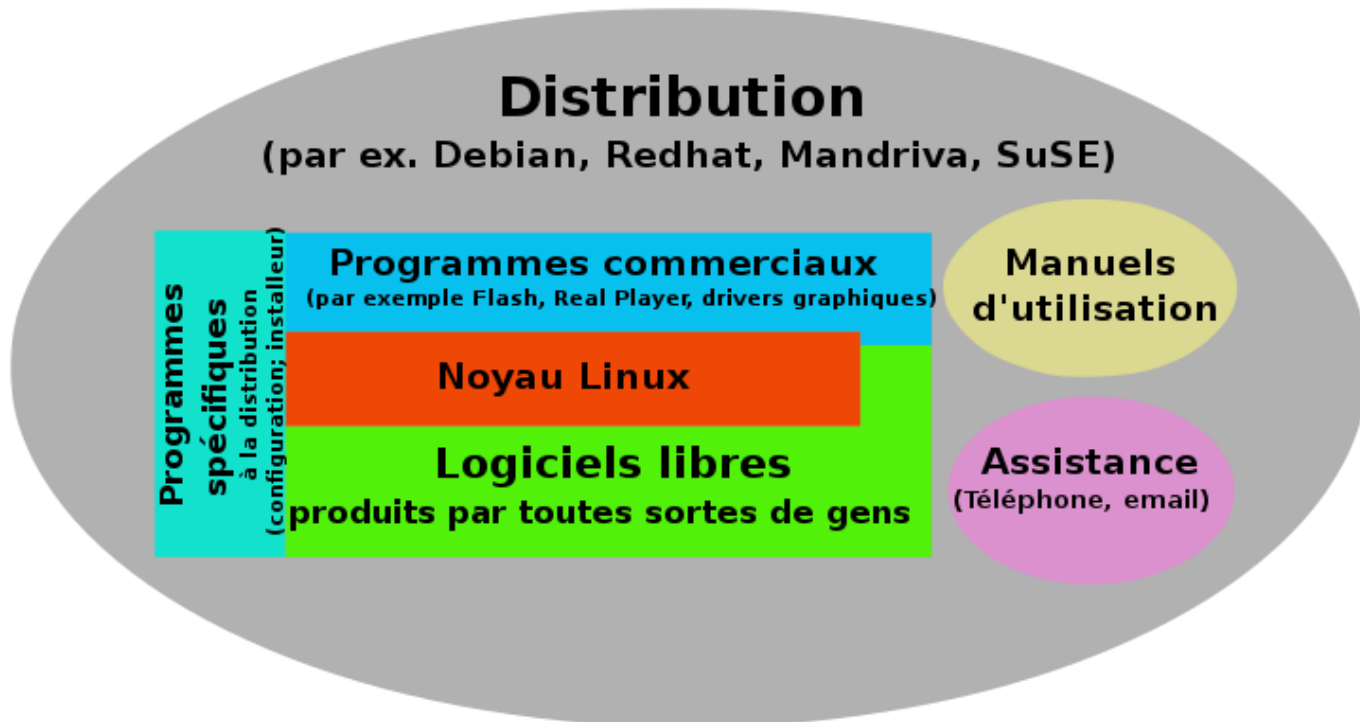 Distribution
(par ex. Debian, Redhat, Mandriva, SuSE)
Programmes
spécifiques
à la distribution
(configuration; installeur)
Programmes commerciaux
(par exemple Flash, Real Player, drivers graphiques)
Noyau Linux
Logiciels libres
produits par toutes sortes de gens
Manuels
d'utilisation
Assistance
(Téléphone, email)